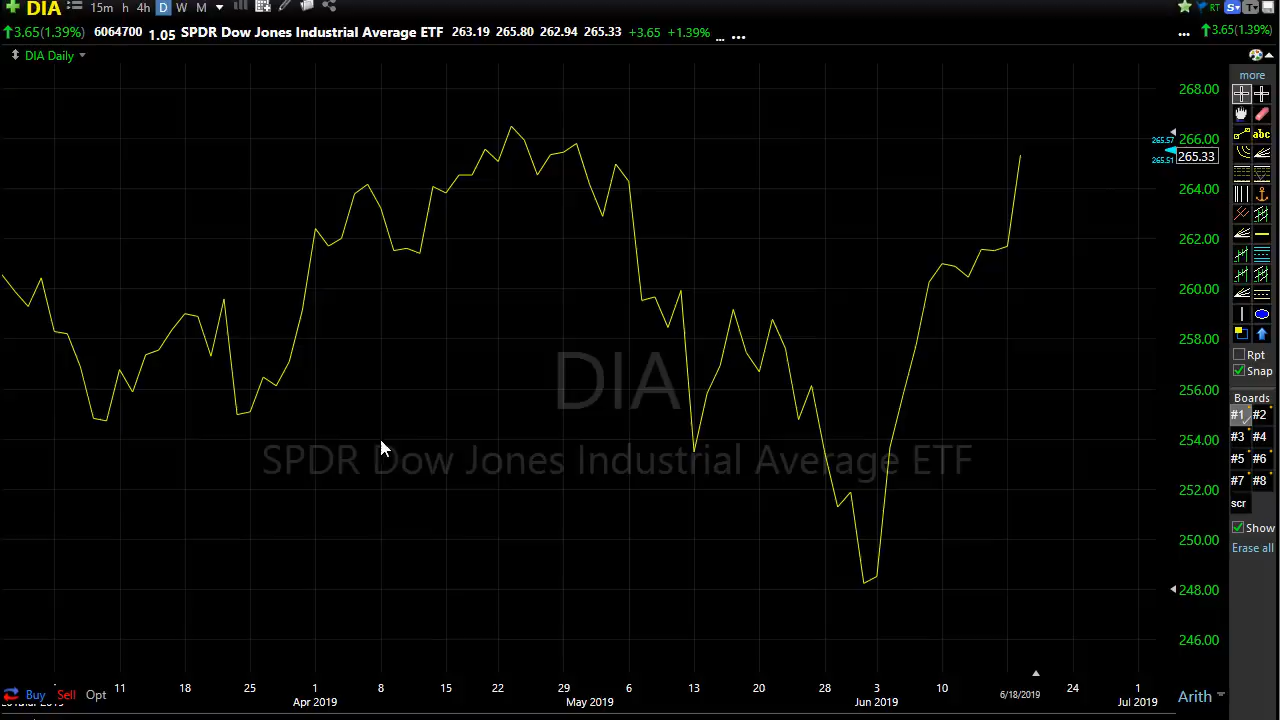 DIA 15m h 4h D W M RT S T
3.65(1.39%) 6064700 1.05 SPDR Dow Jones Industrial Average ETF 263.19 265.80 262.94 265.33 +3.65 +1.39% ... ... ... 3.65(1.39%)
DIA Daily
more
268.00
abc
266.00
265.57
265.33
265.51
264.00
262.00
260.00
258.00
Rpt
Snap
DIA
256.00
Boards
#1 #2
#3 #4
254.00
SPDR Dow Jones Industrial Average ETF
#5 #6
#7 #8
252.00
scr
Show
250.00
Erase all
248.00
246.00
Buy Sell Opt
11 18 25 1 8 15 22 29 6 13 20 28 3 10 6/18/2019 24 1
Arith
Apr 2019 May 2019 Jun 2019 Jul 2019